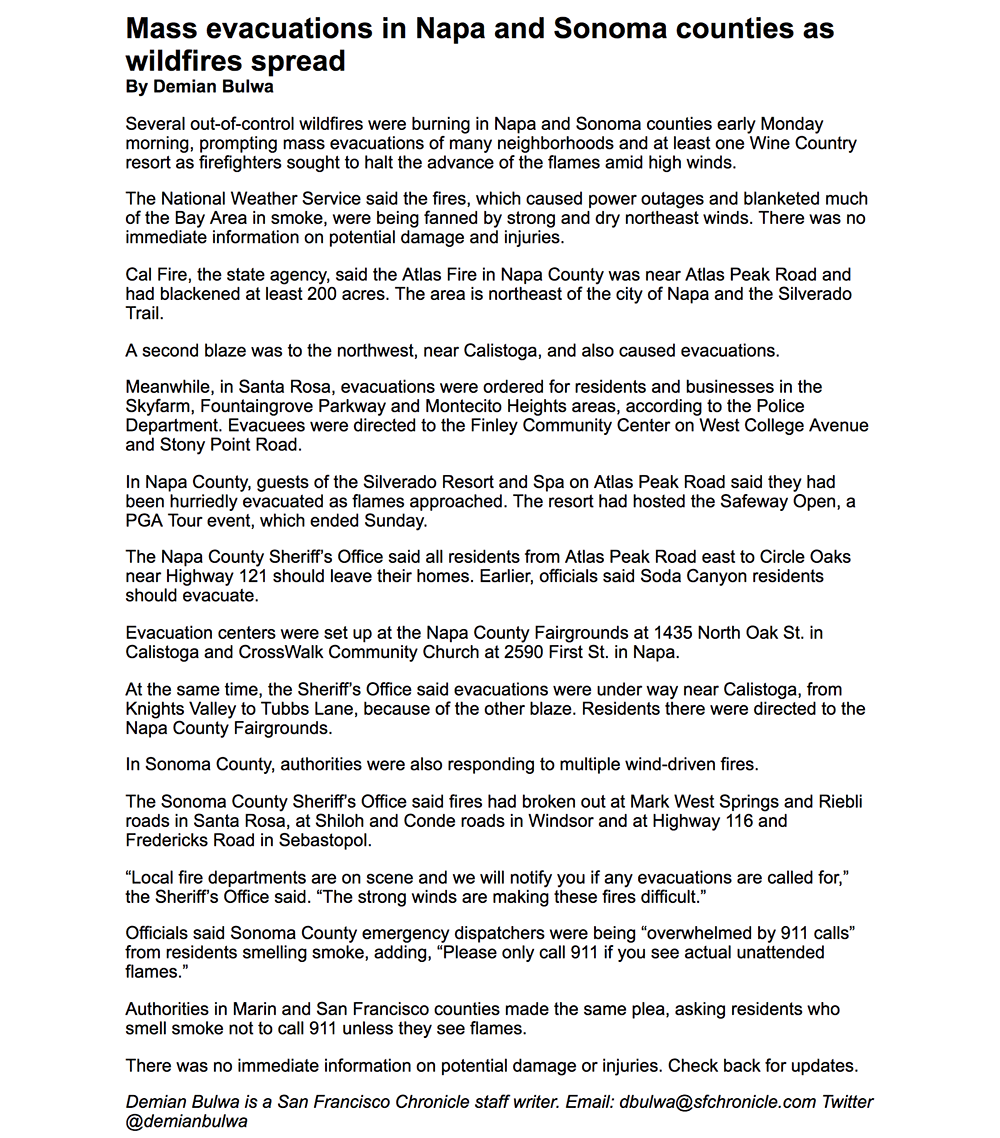 Mass evacuations in Napa and Sonoma counties as
wildfires spread
By Demian Bulwa
Several out-of-control wildfires were burning in Napa and Sonoma counties early Monday
morning, prompting mass evacuations of many neighborhoods and at least one Wine Country
resort as firefighters sought to halt the advance of the flames amid high winds.
The National Weather Service said the fires, which caused power outages and blanketed much
of the Bay Area in smoke, were being fanned by strong and dry northeast winds. There was no
immediate information on potential damage and injuries.
Cal Fire, the state agency, said the Atlas Fire in Napa County was near Atlas Peak Road and
had blackened at least 200 acres. The area is northeast of the city of Napa and the Silverado
Trail.
A second blaze was to the northwest, near Calistoga, and also caused evacuations.
Meanwhile, in Santa Rosa, evacuations were ordered for residents and businesses in the
Skyfarm, Fountaingrove Parkway and Montecito Heights areas, according to the Police
Department. Evacuees were directed to the Finley Community Center on West College Avenue
and Stony Point Road.
In Napa County, guests of the Silverado Resort and Spa on Atlas Peak Road said they had
been hurriedly evacuated as flames approached. The resort had hosted the Safeway Open, a
PGA Tour event, which ended Sunday.
The Napa County Sheriff’s Office said all residents from Atlas Peak Road east to Circle Oaks
near Highway 121 should leave their homes. Earlier, officials said Soda Canyon residents
should evacuate.
Evacuation centers were set up at the Napa County Fairgrounds at 1435 North Oak St. in
Calistoga and CrossWalk Community Church at 2590 First St. in Napa.
At the same time, the Sheriff’s Office said evacuations were under way near Calistoga, from
Knights Valley to Tubbs Lane, because of the other blaze. Residents there were directed to the
Napa County Fairgrounds.
In Sonoma County, authorities were also responding to multiple wind-driven fires.
The Sonoma County Sheriff’s Office said fires had broken out at Mark West Springs and Riebli
roads in Santa Rosa, at Shiloh and Conde roads in Windsor and at Highway 116 and
Fredericks Road in Sebastopol.
“Local fire departments are on scene and we will notify you if any evacuations are called for,”
the Sheriff’s Office said. “The strong winds are making these fires difficult.”
Officials said Sonoma County emergency dispatchers were being “overwhelmed by 911 calls”
from residents smelling smoke, adding, “Please only call 911 if you see actual unattended
flames.”
Authorities in Marin and San Francisco counties made the same plea, asking residents who
smell smoke not to call 911 unless they see flames.
There was no immediate information on potential damage or injuries. Check back for updates.
Demian Bulwa is a San Francisco Chronicle staff writer. Email: dbulwa@sfchronicle.com Twitter
@demianbulwa